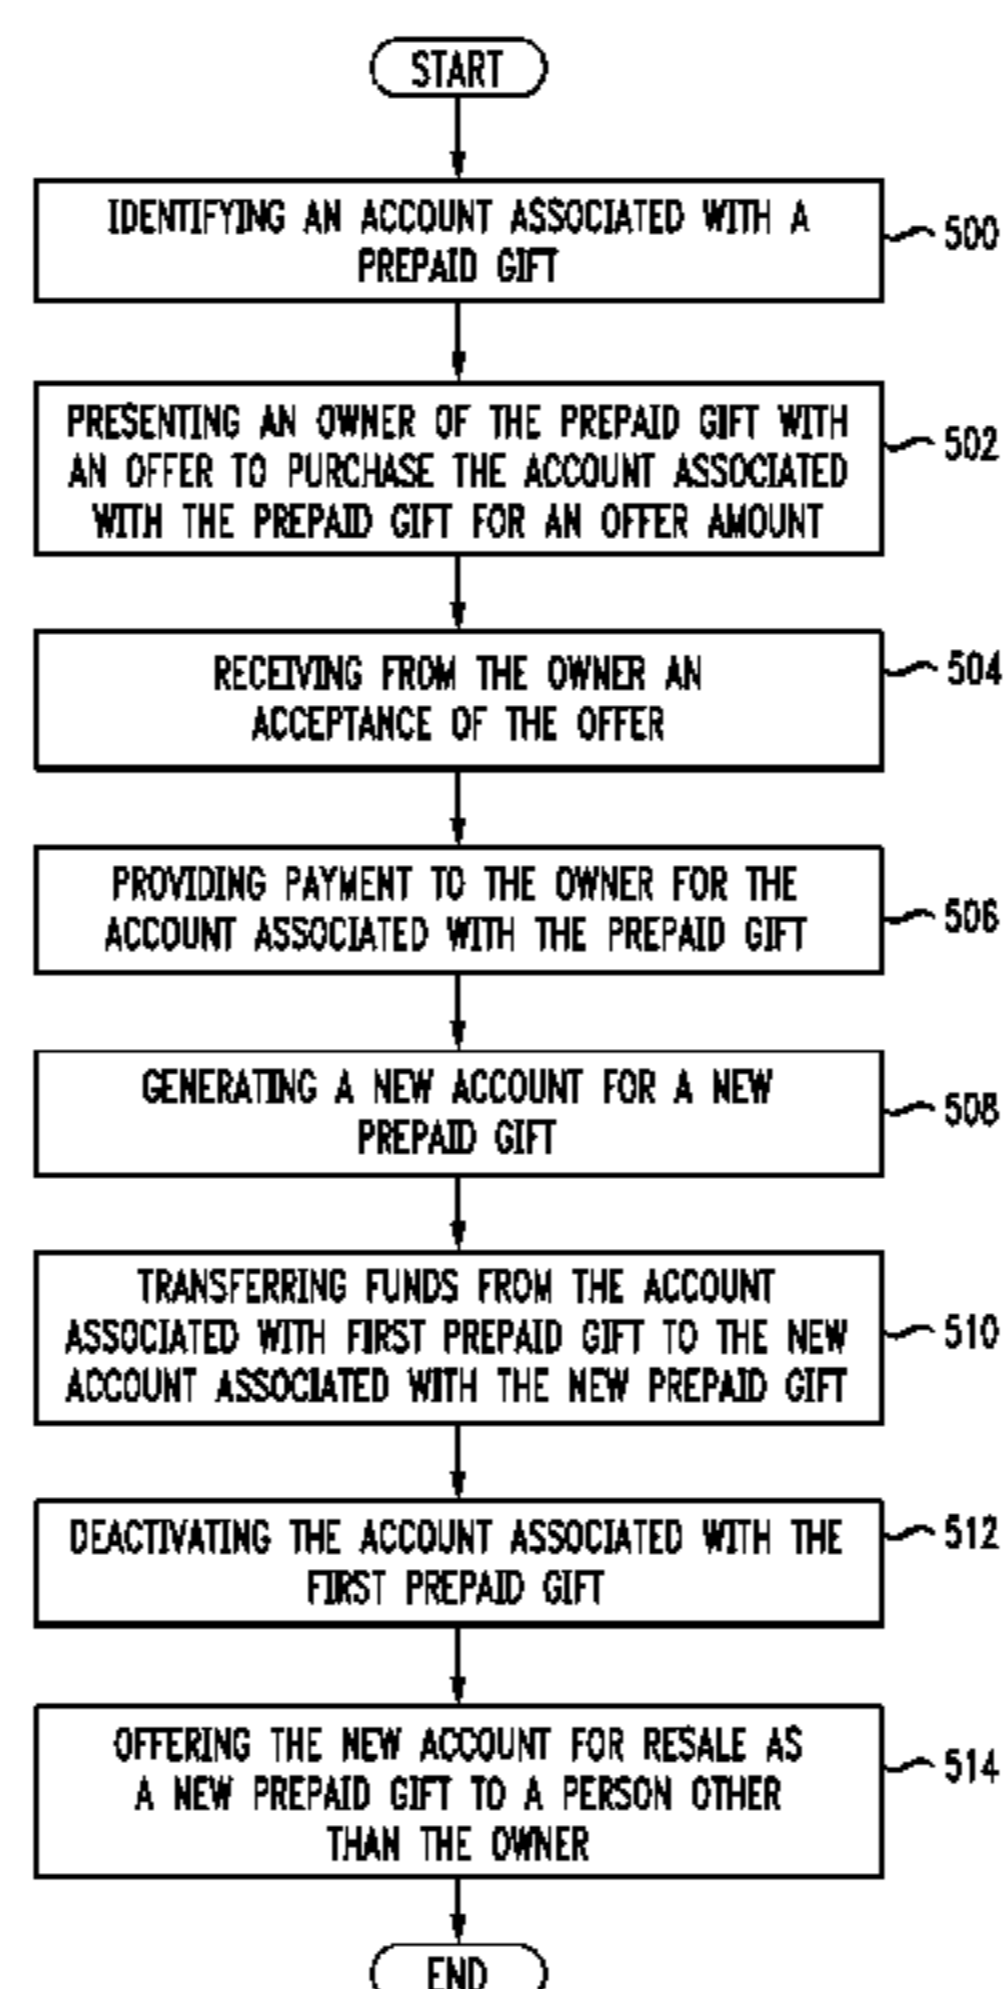 START
IDENTIFYING AN ACCOUNT ASSOCIATED WITH A
PREPAID GIFT
500
PRESENTING AN OWNER OF THE PREPAID GIFT WITH
AN OFFER TO PURCHASE THE ACCOUNT ASSOCIATED
WITH THE PREPAID GIFT FOR AN OFFER AMOUNT
502
RECEIVING FROM THE OWNER AN
ACCEPTANCE OF THE OFFER
504
PROVIDING PAYMENT TO THE OWNER FOR THE
ACCOUNT ASSOCIATED WITH THE PREPAID GIFT
506
GENERATING A NEW ACCOUNT FOR A NEW
PREPAID GIFT
508
TRANSFERRING FUNDS FROM THE ACCOUNT
ASSOCIATED WITH FIRST PREPAID GIFT TO THE NEW
ACCOUNT ASSOCIATED WITH THE NEW PREPAID GIFT
510
DEACTIVATING THE ACCOUNT ASSOCIATED WITH THE
FIRST PREPAID GIFT
512
OFFERING THE NEW ACCOUNT FOR RESALE AS
A NEW PREPAID GIFT TO A PERSON OTHER
THAN THE OWNER
514
END